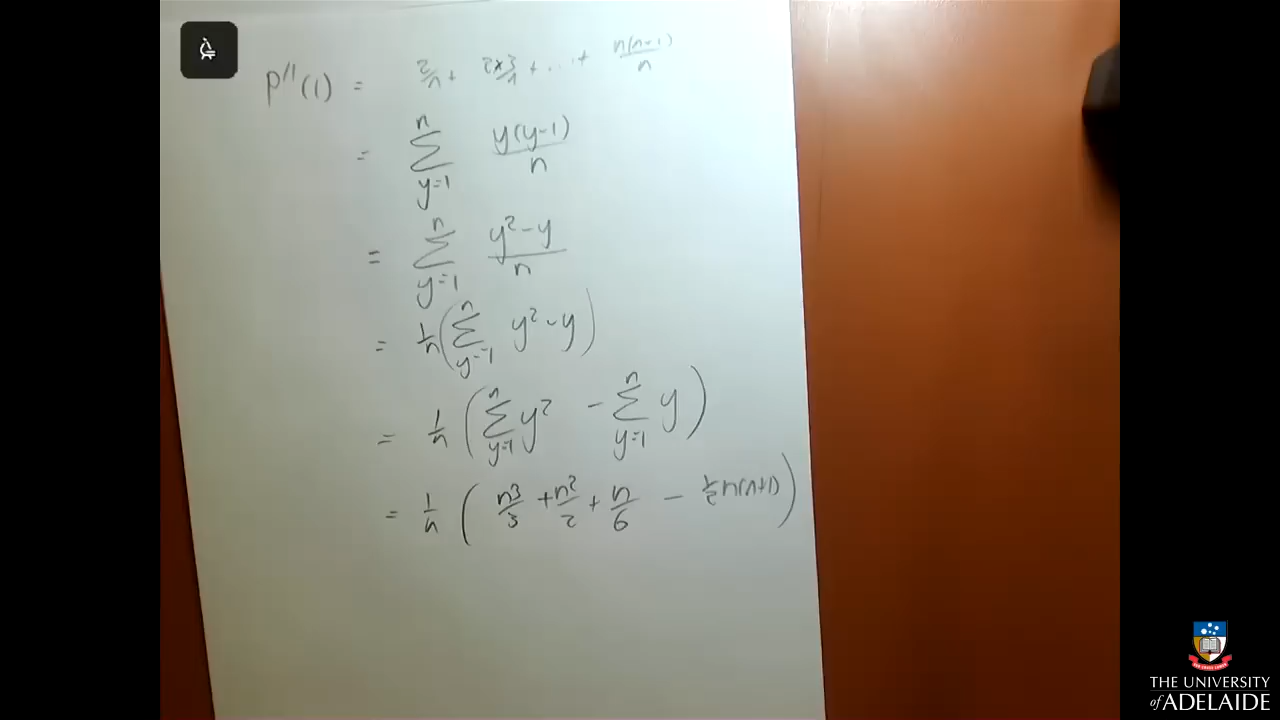 P''(1) = 2/n + 2×3/n + ... + n(n-1)/n
= Σ_{y=1}^{n} y(y-1)/n
= Σ_{y=1}^{n} y²-y/n
= 1/n (Σ_{y=1}^{n} y²-y)
= 1/n (Σ_{y=1}^{n} y² - Σ_{y=1}^{n} y)
= 1/n (n³/3 + n²/2 + n/6 - ½n(n+1))
THE UNIVERSITY
of ADELAIDE